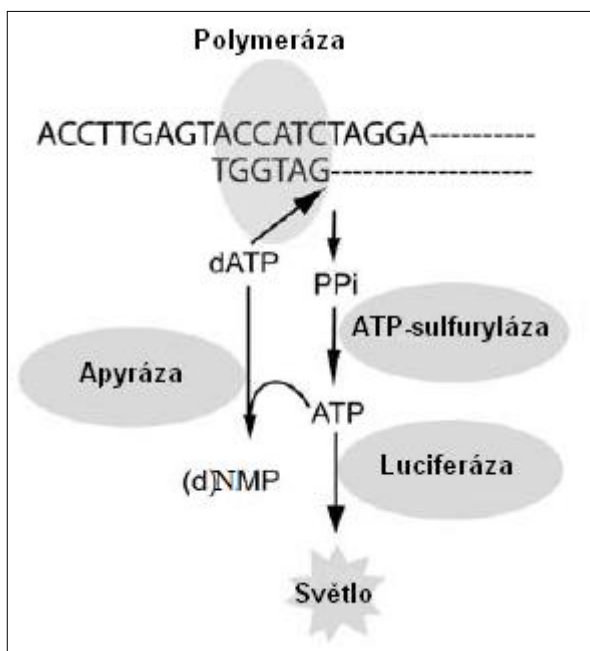 Polymeráza
ACCTTGAGTACCATCTAGGA----------
TGGTAG------------------
dATP
PPi
ATP-sulfuryláza
Apyráza
ATP
Luciferáza
(d)NMP
Světlo